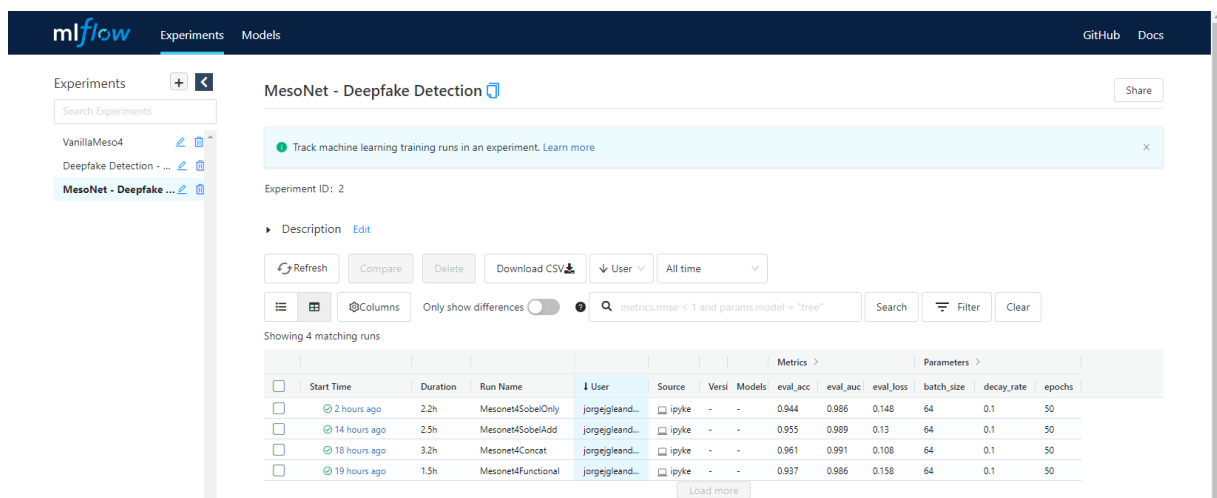 mlflow Experiments Models GitHub Docs
Experiments +
Search Experiments
VanillaMeso4
Deepfake Detection - ...
MesoNet - Deepfake ...
MesoNet - Deepfake Detection
Share
Track machine learning training runs in an experiment. Learn more
Experiment ID: 2
Description Edit
Refresh Compare Delete Download CSV User All time
Columns Only show differences metrics.rmse < 1 and params.model = "tree" Search Filter Clear
Showing 4 matching runs
Metrics > Parameters >
Start Time Duration Run Name ↓ User Source Versi Models eval_acc eval_auc eval_loss batch_size decay_rate epochs
2 hours ago 2.2h Mesonet4SobelOnly jorgejgleand... ipyke - - 0.944 0.986 0.148 64 0.1 50
14 hours ago 2.5h Mesonet4SobelAdd jorgejgleand... ipyke - - 0.955 0.989 0.13 64 0.1 50
18 hours ago 3.2h Mesonet4Concat jorgejgleand... ipyke - - 0.961 0.991 0.108 64 0.1 50
19 hours ago 1.5h Mesonet4Functional jorgejgleand... ipyke - - 0.937 0.986 0.158 64 0.1 50
Load more